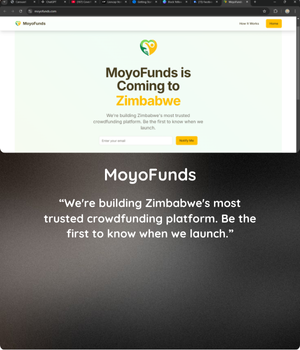 moyofunds.com
MoyoFunds
How it Works
MoyoFunds is
Coming to
Zimbabwe
We're building Zimbabwe's most trusted
crowdfunding platform. Be the first to know when we
launch.
Enter your email
Notify Me
MoyoFunds
“We're building Zimbabwe's most
trusted crowdfunding platform. Be the
first to know when we launch.”